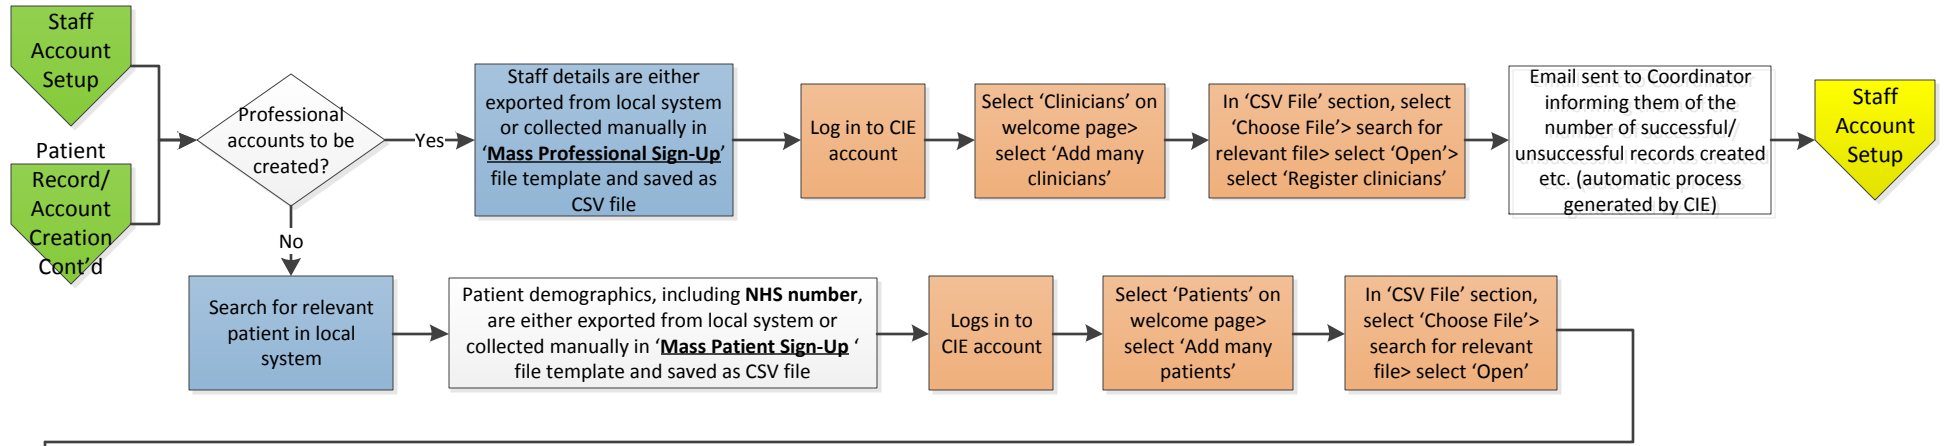 Staff
Account
Setup
Patient
Record/
Account
Creation
Cont'd
Professional
accounts to be
created?
Yes
No
Staff details are either
exported from local system
or collected manually in
‘Mass Professional Sign-Up’
file template and saved as
CSV file
Log in to CIE
account
Select ‘Clinicians’ on
welcome page>
select ‘Add many
clinicians’
In ‘CSV File’ section, select
‘Choose File’> search for
relevant file> select ‘Open’>
select ‘Register clinicians’
Email sent to Coordinator
informing them of the
number of successful/
unsuccessful records created
etc. (automatic process
generated by CIE)
Staff
Account
Setup
Search for relevant
patient in local
system
Patient demographics, including NHS number,
are either exported from local system or
collected manually in ‘Mass Patient Sign-Up ‘
file template and saved as CSV file
Logs in to
CIE account
Select ‘Patients’ on
welcome page>
select ‘Add many
patients’
In ‘CSV File’ section,
select ‘Choose File’>
search for relevant
file> select ‘Open’